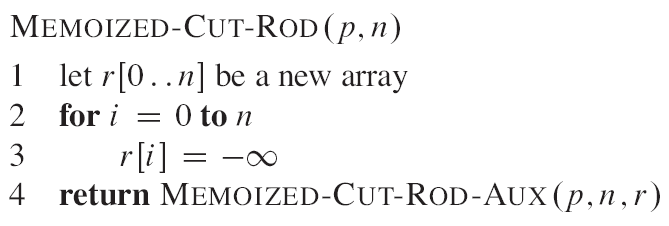 MEMOIZED-CUT-ROD(p, n)
1 let r[0..n] be a new array
2 for i = 0 to n
3 r[i] = −∞
4 return MEMOIZED-CUT-ROD-AUX(p, n, r)